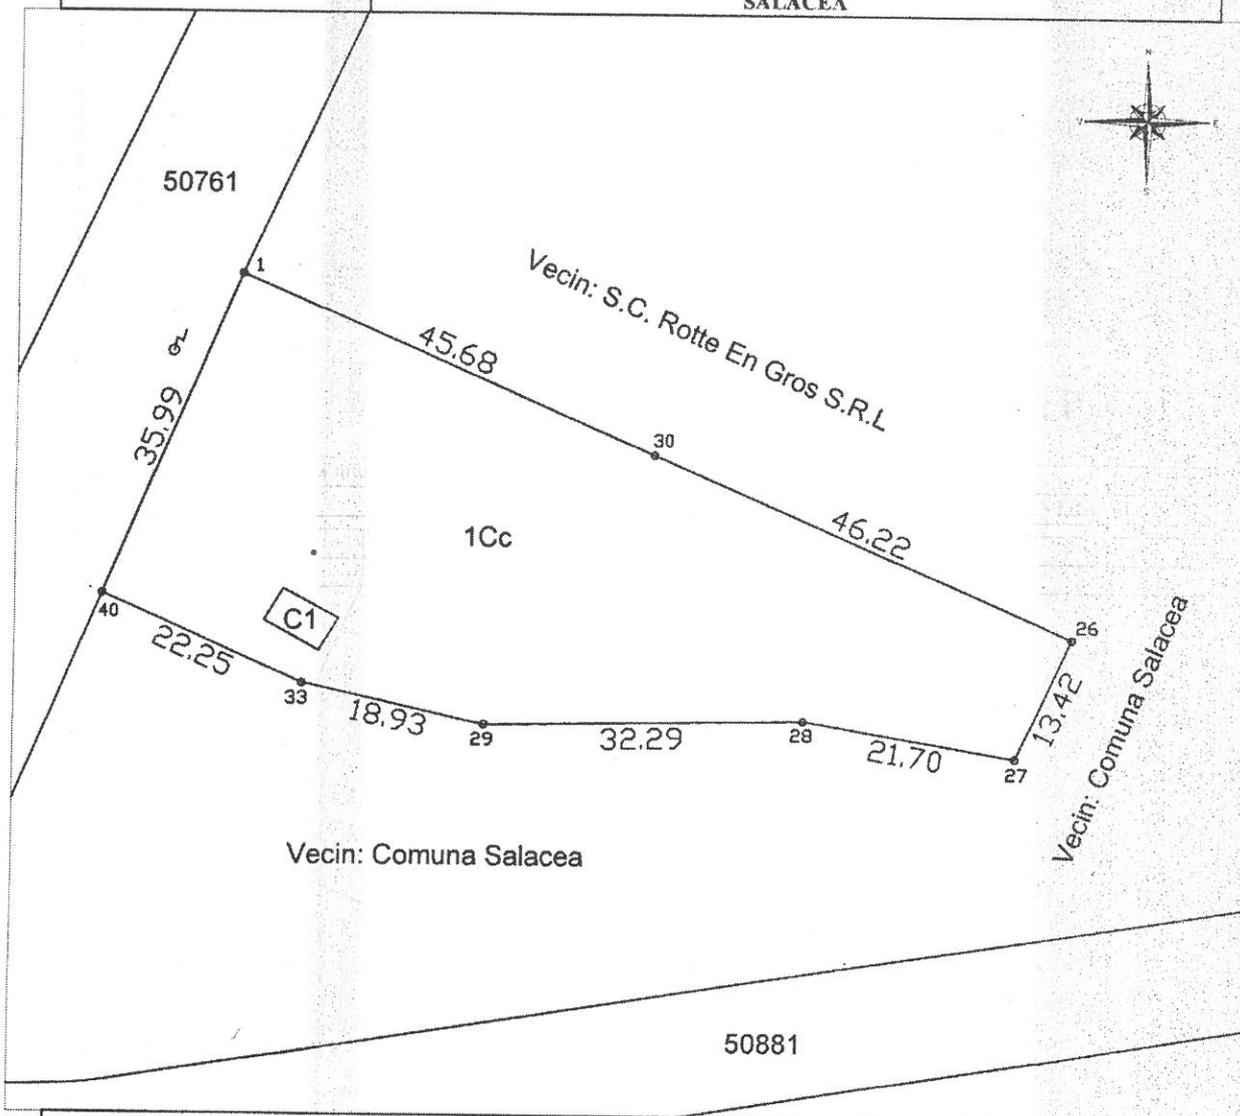 SALACEA
N
V
E
S
50761
1
Vecin: S.C. Rotte En Gros S.R.L
45.68
35.99
30
1Cc
46.22
40
C1
26
22.25
33
18.93
29
32.29
28
21.70
13.42
27
Vecin: Comuna Salacea
Vecin: Comuna Salacea
50881